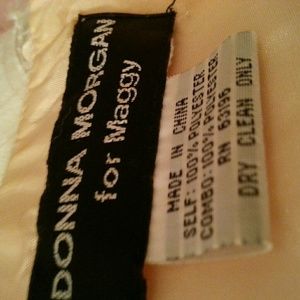 DONNA MORGAN
for Maggy
MADE IN CHINA
SELF: 100% POLYESTER
COMBO: 100% POLYESTER.
RN 63196
DRY CLEAN ONLY